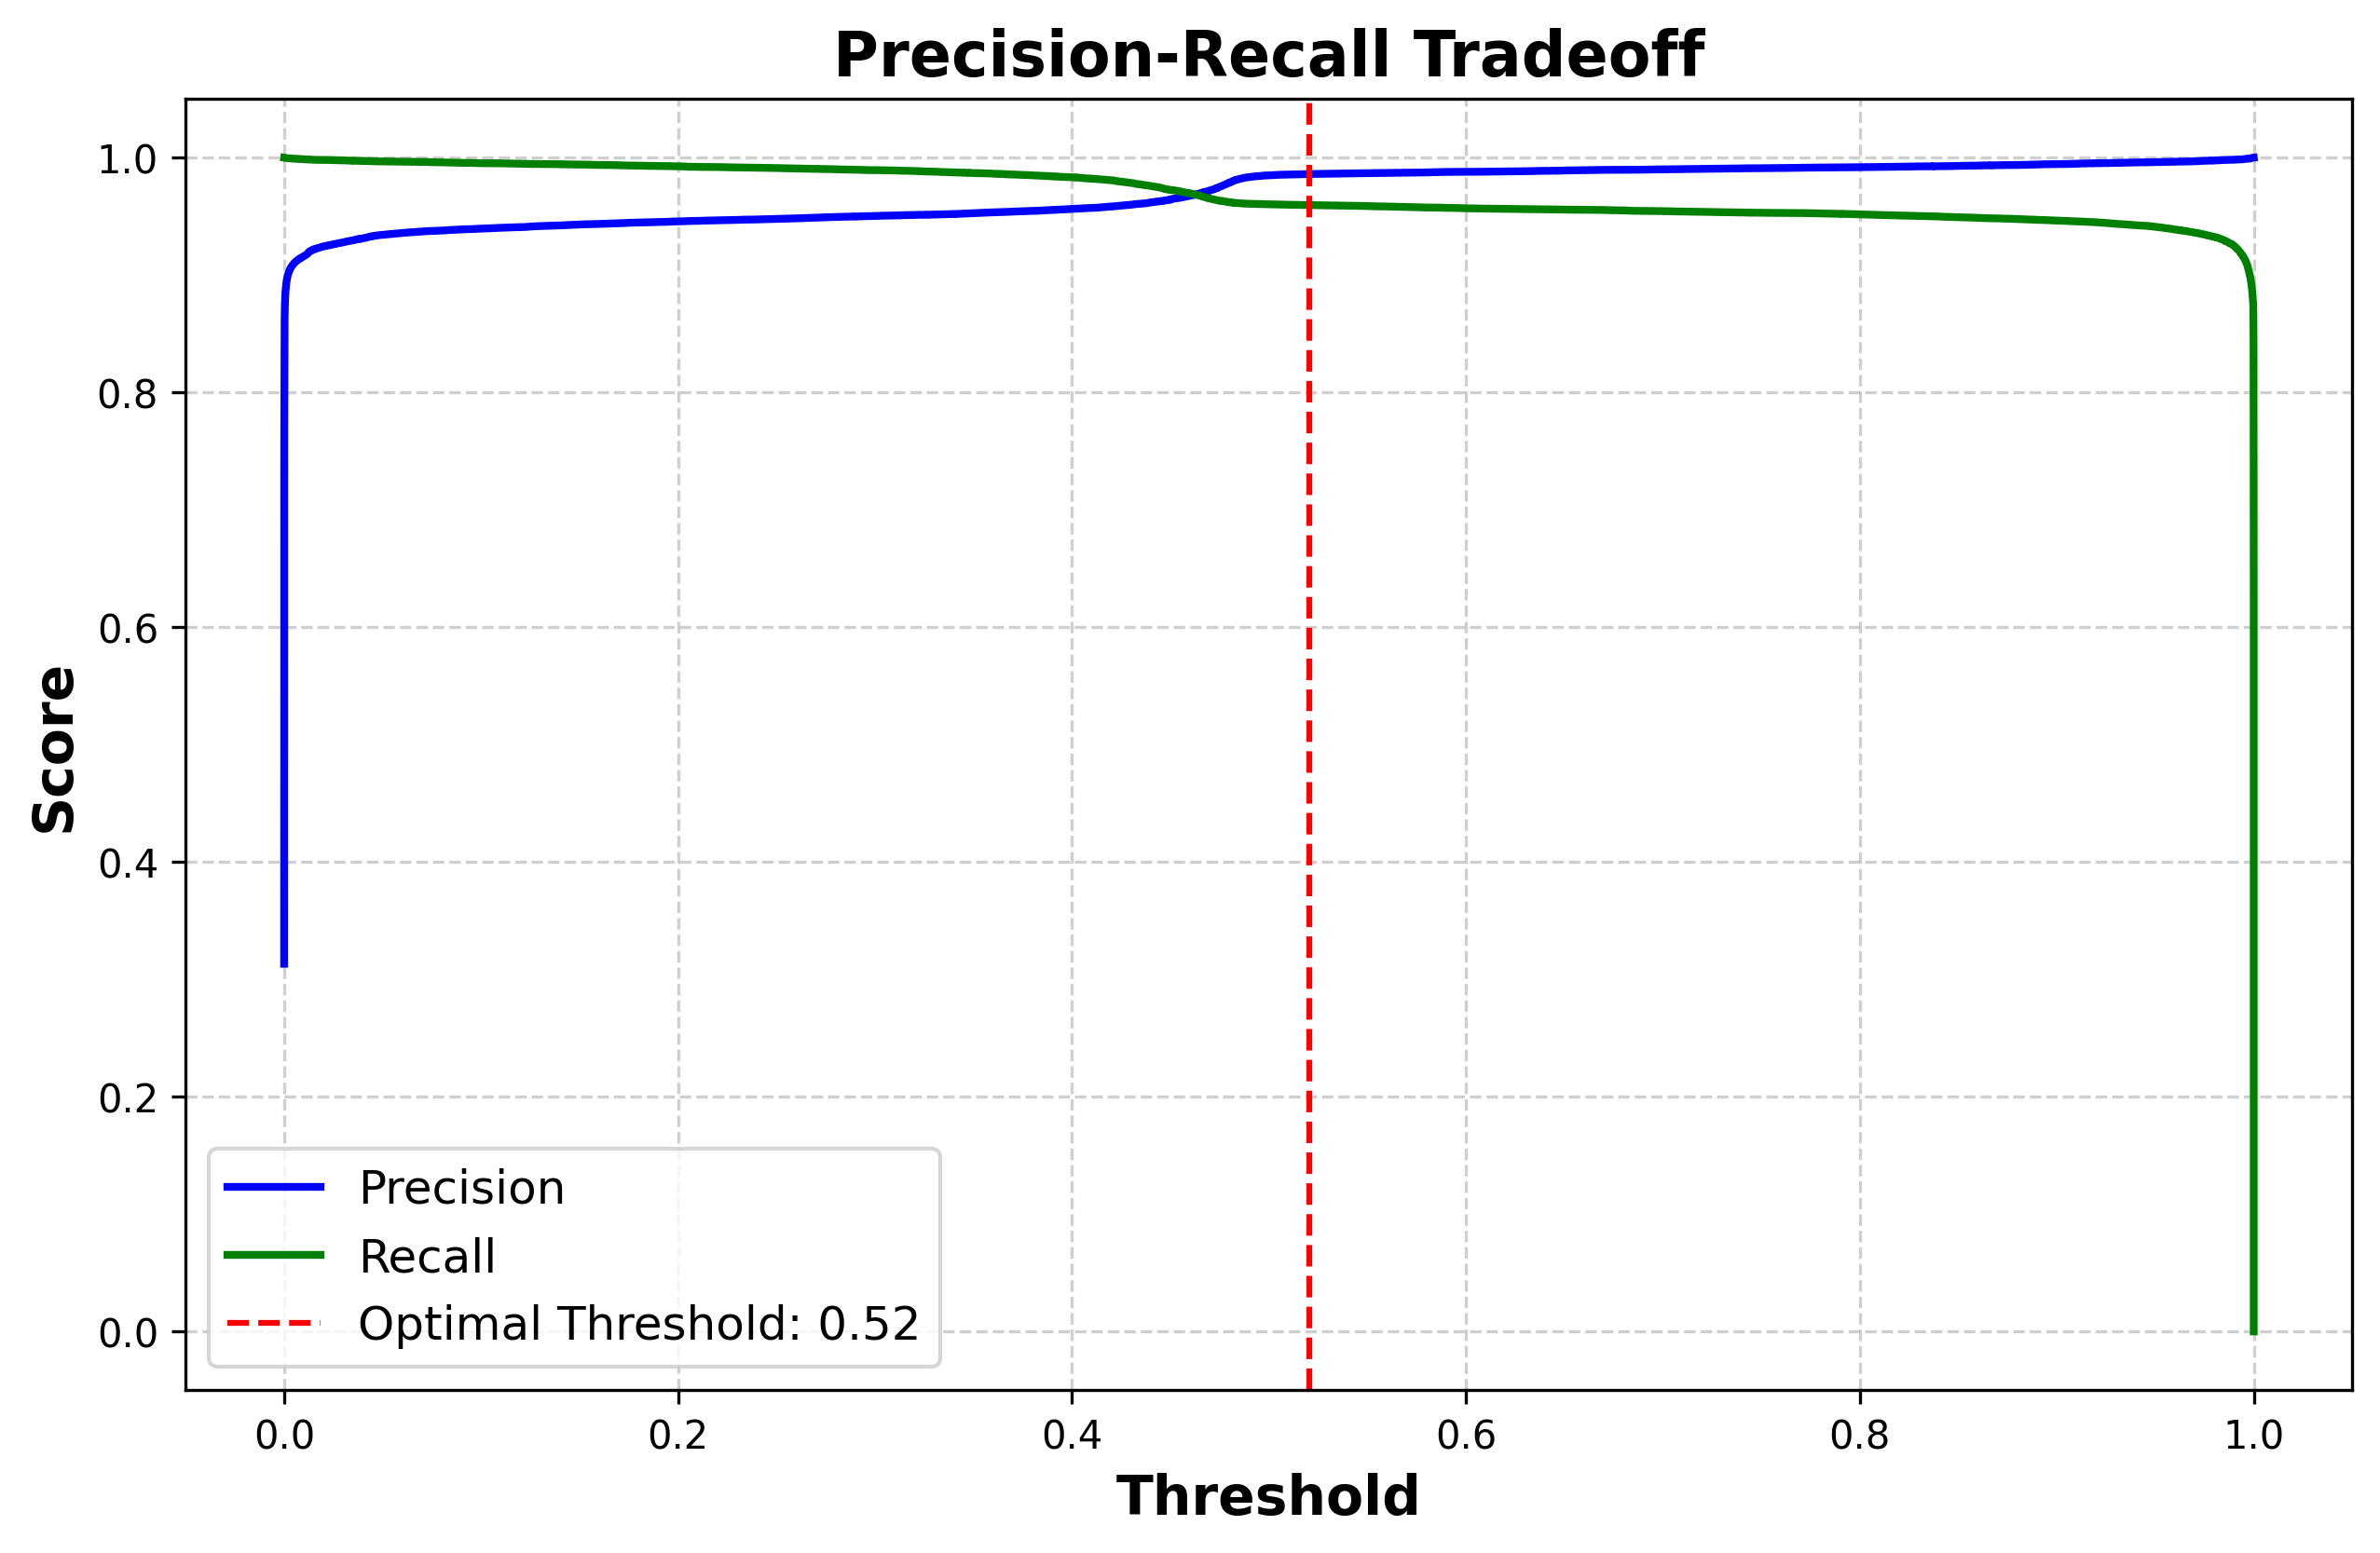 Precision-Recall Tradeoff
Score
1.0
0.8
0.6
0.4
0.2
0.0
Precision
Recall
Optimal Threshold: 0.52
0.0 0.2 0.4 0.6 0.8 1.0
Threshold